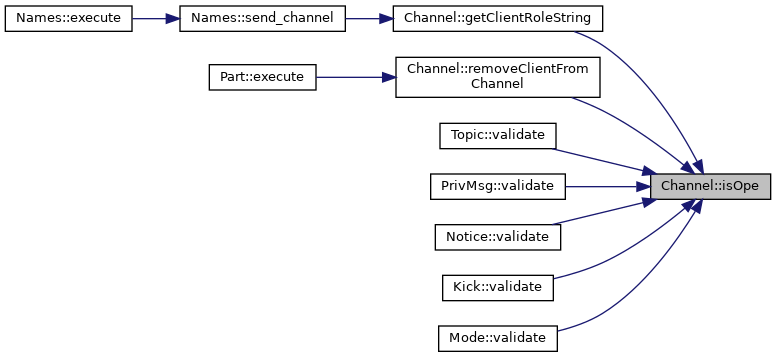 Names::execute
Names::send_channel
Channel::getClientRoleString
Part::execute
Channel::removeClientFrom
Channel
Topic::validate
PrivMsg::validate
Channel::isOpe
Notice::validate
Kick::validate
Mode::validate